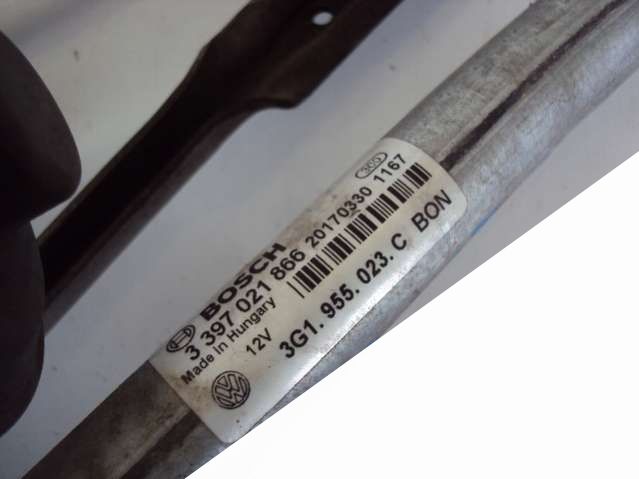 BOSCH
3 397 021 866 20170330 1167
Made in Hungary
12V
3G1.955.023.C BON